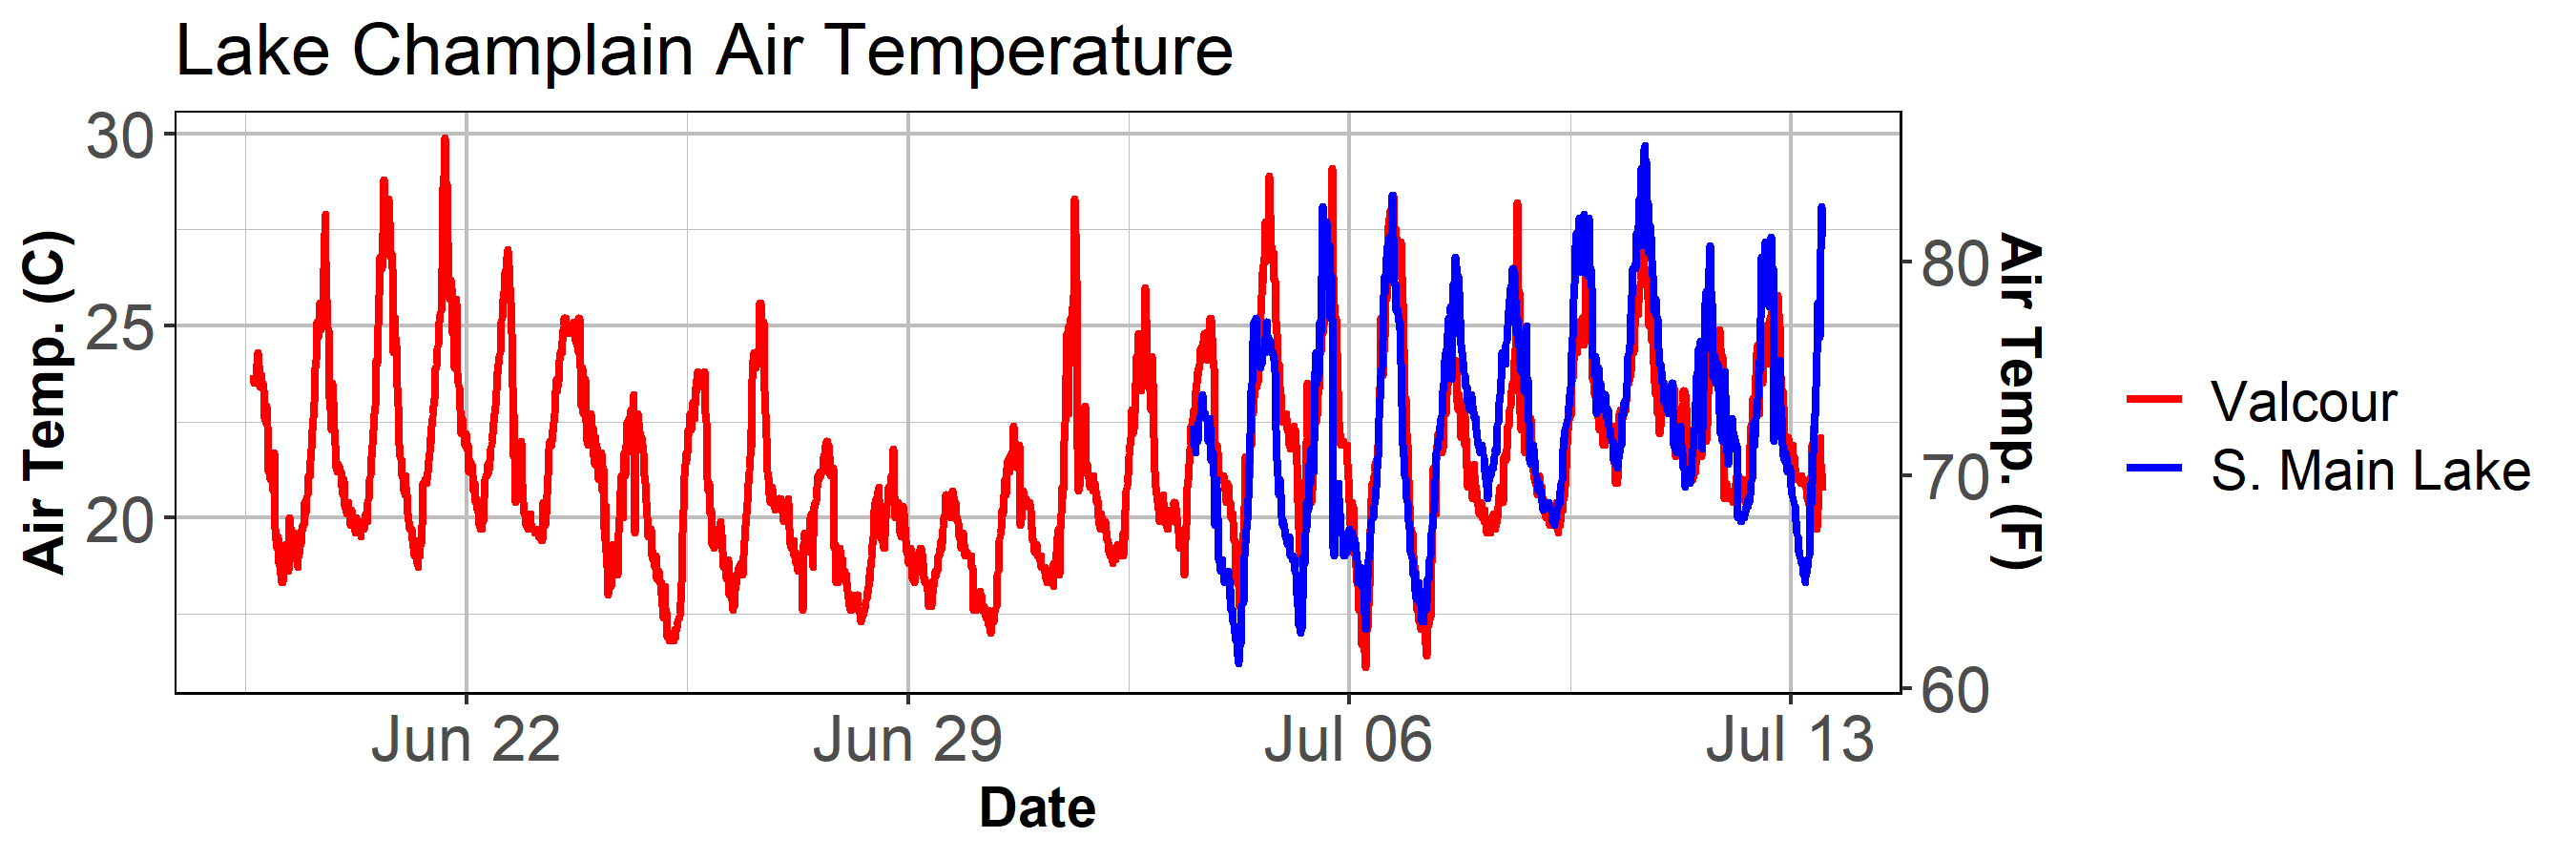 Lake Champlain Air Temperature
30
25
20
Air Temp. (C)
80
70
60
Air Temp. (F)
Jun 22
Jun 29
Jul 06
Jul 13
Date
Valcour
S. Main Lake